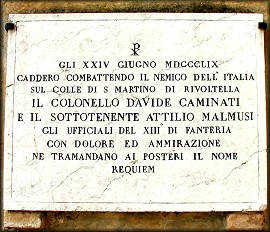 ☧
GLI XXIV GIUGNO MDCCCLIX
CADDERO COMBATTENDO IL NEMICO DELL' ITALIA
SUL COLLE DI S MARTINO DI RIVOLTELLA
IL COLONELLO DAVIDE CAMINATI
E IL SOTTOTENENTE ATTILIO MALMUSI
GLI UFFICIALI DEL XIII DI FANTERIA
CON DOLORE ED AMMIRAZIONE
NE TRAMANDANO AI POSTERI IL NOME
REQUIEM